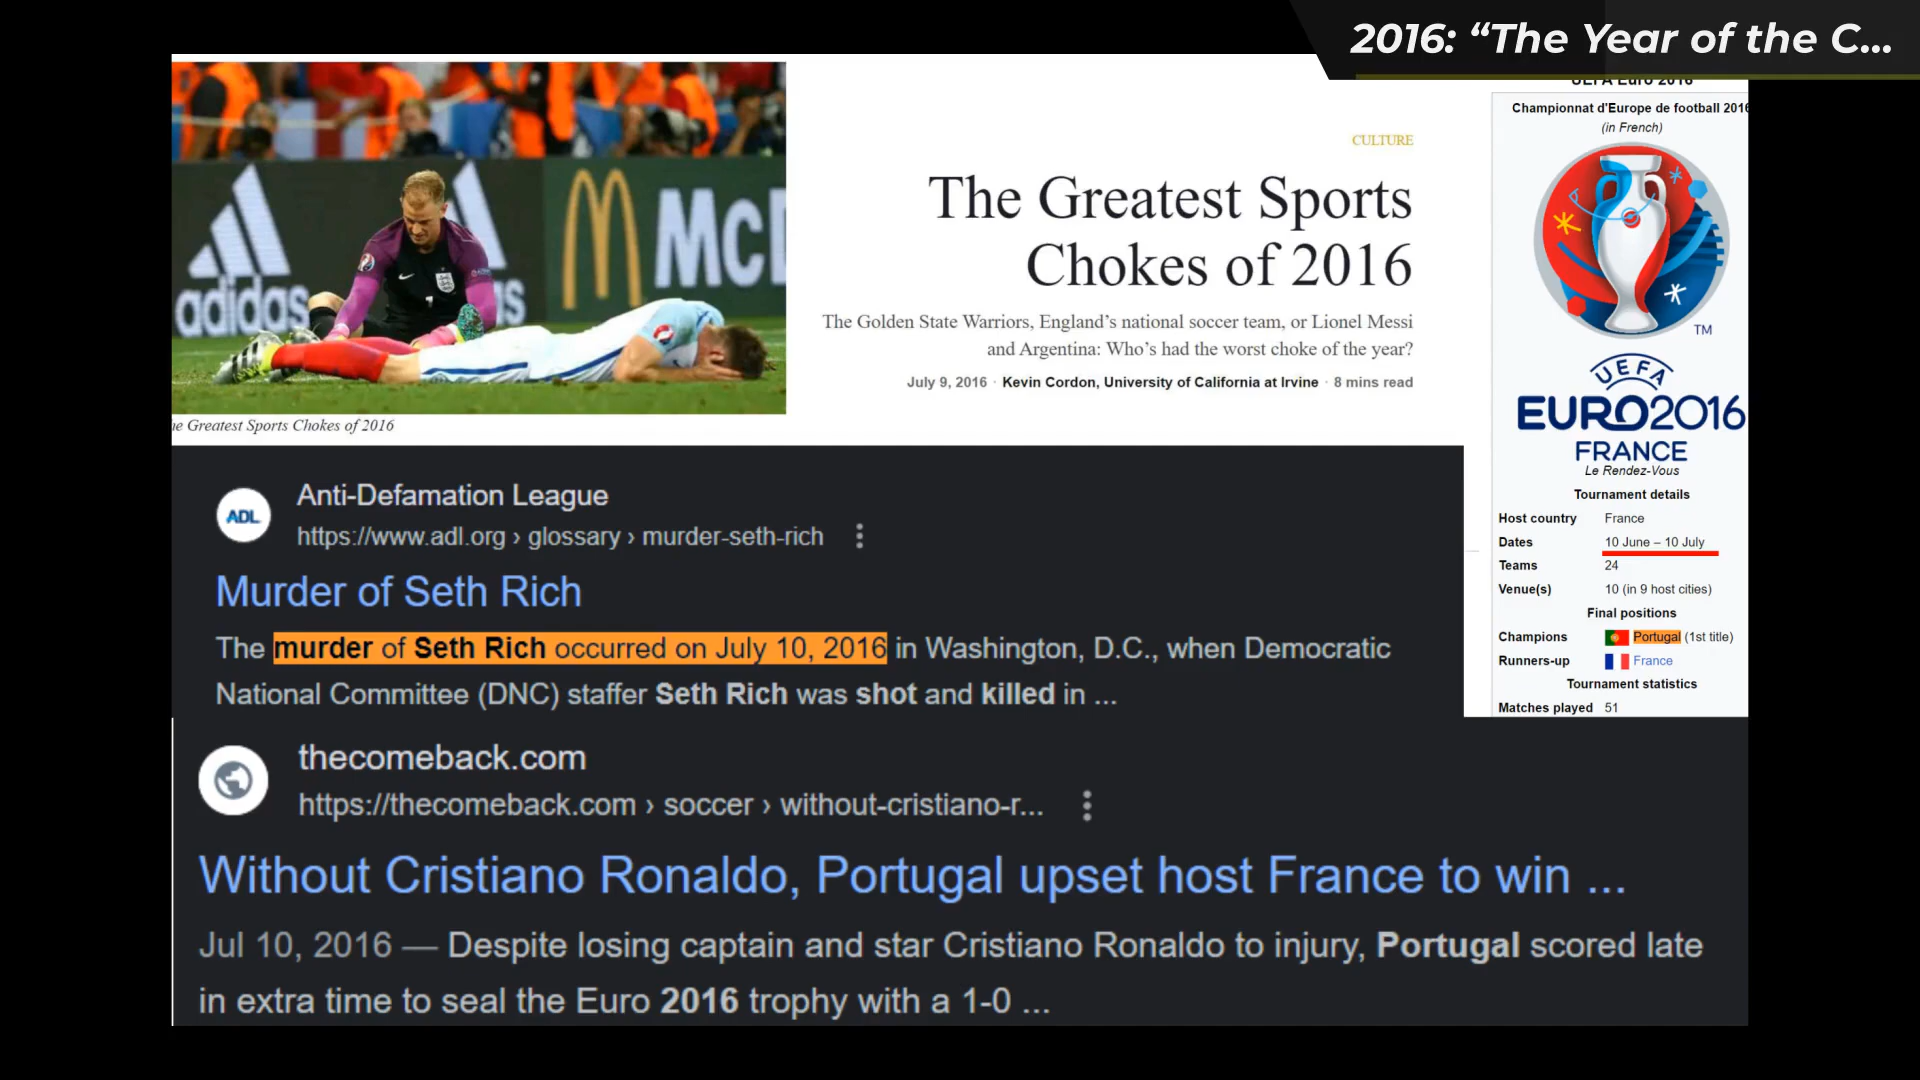 2016: “The Year of the C...
adidas
McD
CULTURE
The Greatest Sports
Chokes of 2016
The Golden State Warriors, England’s national soccer team, or Lionel Messi
and Argentina: Who’s had the worst choke of the year?
July 9, 2016 · Kevin Cordon, University of California at Irvine · 8 mins read
he Greatest Sports Chokes of 2016
UEFA Euro 2016
Championnat d'Europe de football 2016
(in French)
TM
UEFA
EURO2016
FRANCE
Le Rendez-Vous
Tournament details
Host country France
Dates 10 June – 10 July
Teams 24
Venue(s) 10 (in 9 host cities)
Final positions
Champions Portugal (1st title)
Runners-up France
Tournament statistics
Matches played 51
ADL
Anti-Defamation League
https://www.adl.org › glossary › murder-seth-rich
Murder of Seth Rich
The murder of Seth Rich occurred on July 10, 2016 in Washington, D.C., when Democratic
National Committee (DNC) staffer Seth Rich was shot and killed in ...
thecomeback.com
https://thecomeback.com › soccer › without-cristiano-r...
Without Cristiano Ronaldo, Portugal upset host France to win ...
Jul 10, 2016 — Despite losing captain and star Cristiano Ronaldo to injury, Portugal scored late
in extra time to seal the Euro 2016 trophy with a 1-0 ...